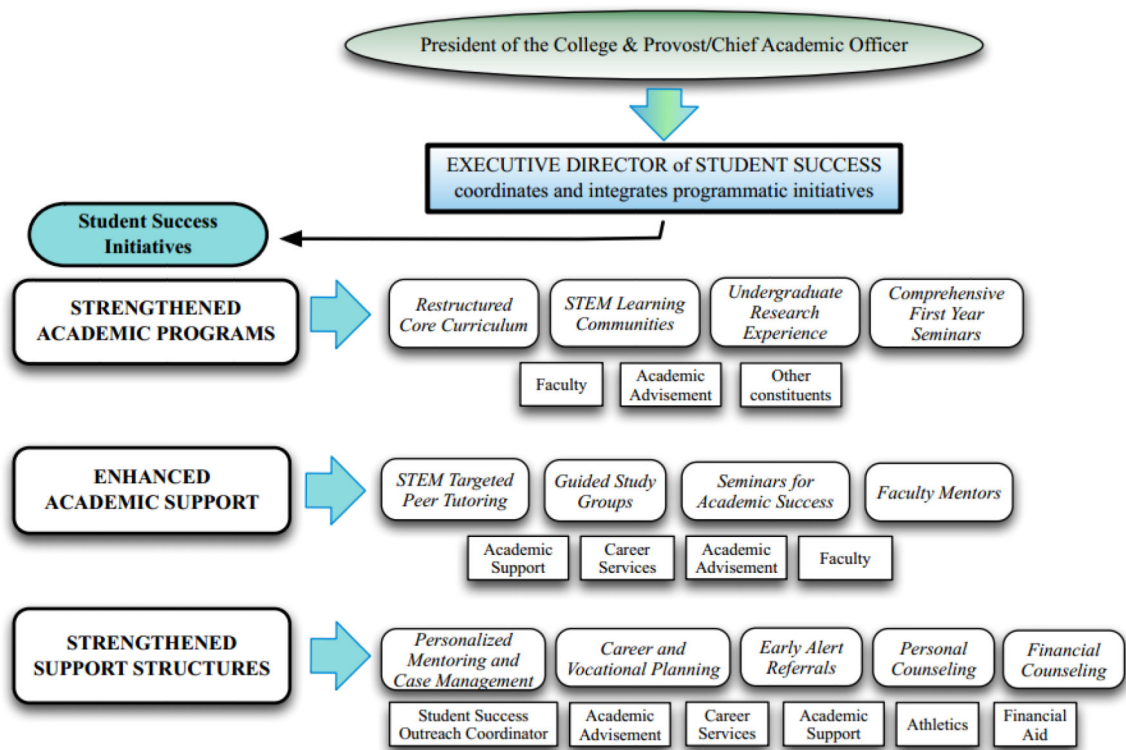 President of the College & Provost/Chief Academic Officer
EXECUTIVE DIRECTOR of STUDENT SUCCESS
coordinates and integrates programmatic initiatives
Student Success
Initiatives
STRENGTHENED
ACADEMIC PROGRAMS
Restructured
Core Curriculum
STEM Learning
Communities
Undergraduate
Research
Experience
Comprehensive
First Year
Seminars
Faculty
Academic
Advisement
Other
constituents
ENHANCED
ACADEMIC SUPPORT
STEM Targeted
Peer Tutoring
Guided Study
Groups
Seminars for
Academic Success
Faculty Mentors
Academic
Support
Career
Services
Academic
Advisement
Faculty
STRENGTHENED
SUPPORT STRUCTURES
Personalized
Mentoring and
Case Management
Career and
Vocational Planning
Early Alert
Referrals
Personal
Counseling
Financial
Counseling
Student Success
Outreach Coordinator
Academic
Advisement
Career
Services
Academic
Support
Athletics
Financial
Aid